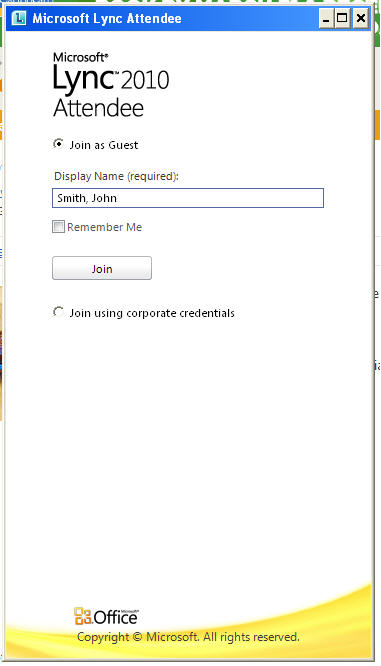 Microsoft Lync Attendee
Microsoft®
Lync™ 2010
Attendee
Join as Guest
Display Name (required):
Smith, John
Remember Me
Join
Join using corporate credentials
Microsoft®
Office
Copyright © Microsoft. All rights reserved.